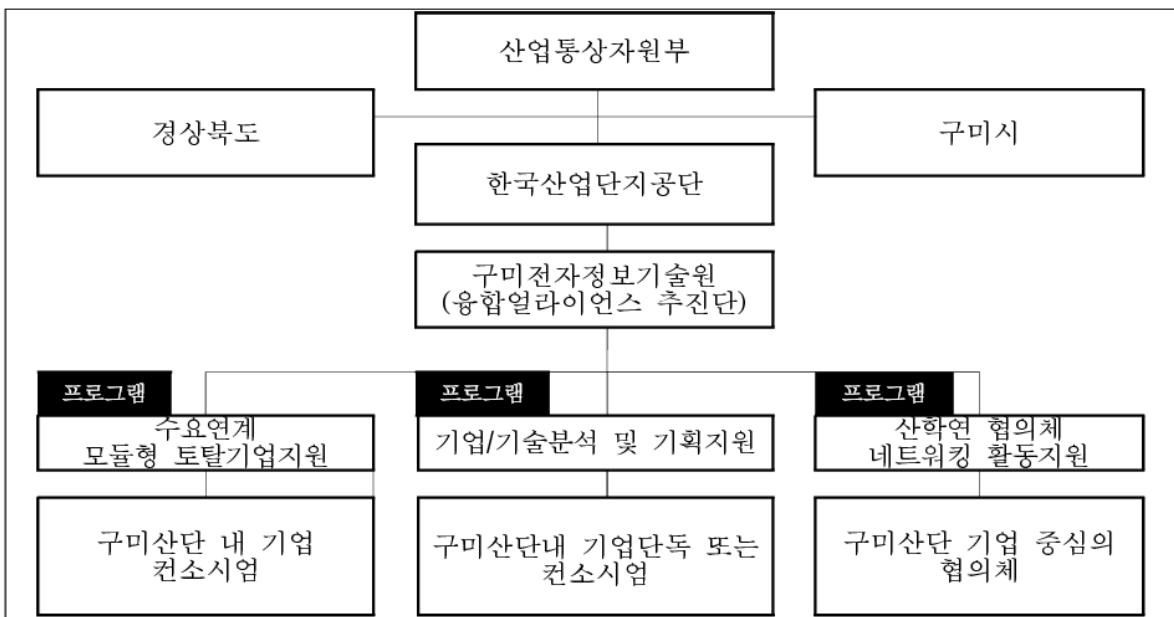 산업통상자원부
경상북도
구미시
한국산업단지공단
구미전자정보기술원
(융합얼라이언스 추진단)
프로그램
수요연계
모듈형 토탈기업지원
프로그램
기업/기술분석 및 기획지원
프로그램
산학연 협의체
네트워킹 활동지원
구미산단 내 기업
컨소시엄
구미산단내 기업단독 또는
컨소시엄
구미산단 기업 중심의
협의체